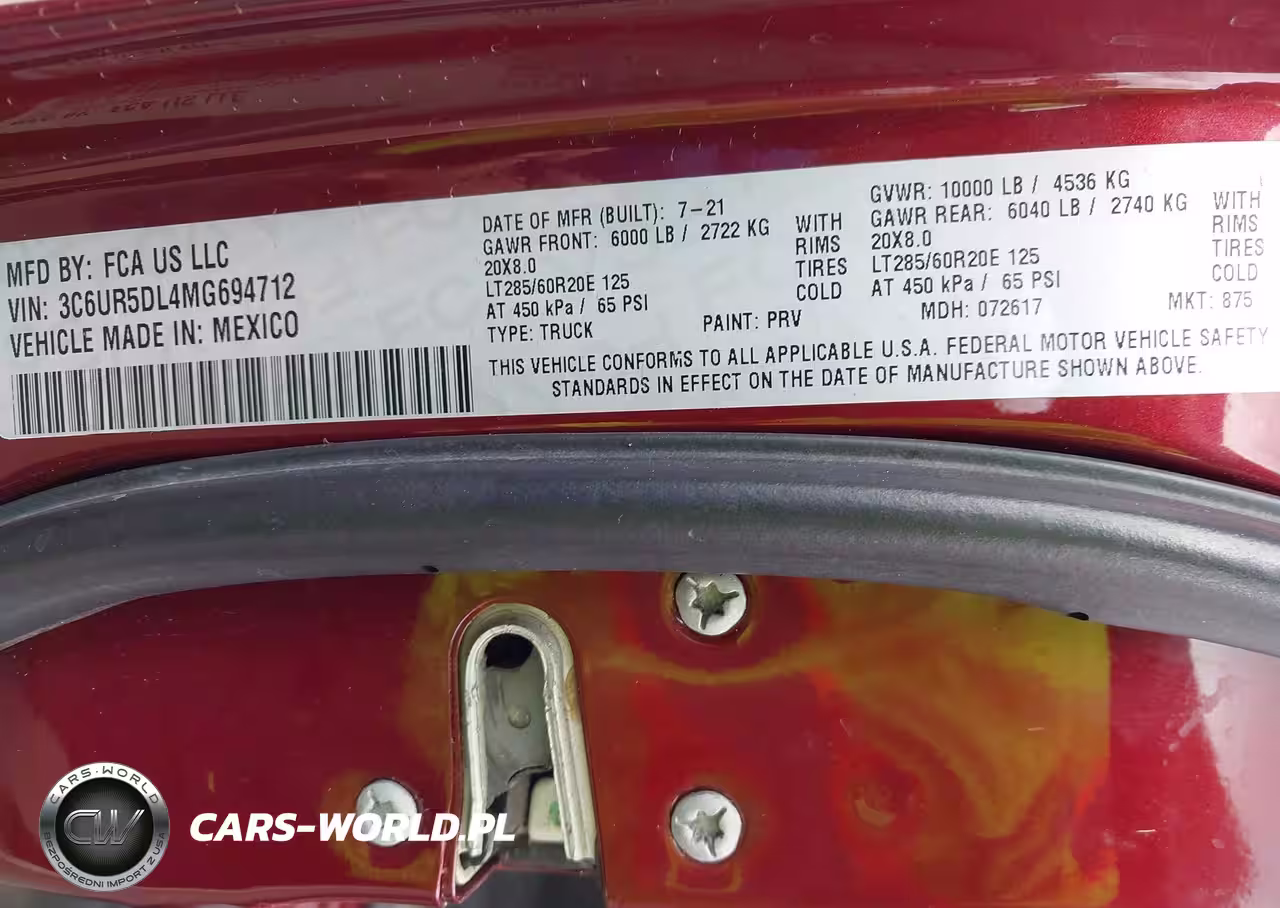 MFD BY: FCA US LLC
VIN: 3C6UR5DL4MG694712
VEHICLE MADE IN: MEXICO
DATE OF MFR (BUILT): 7-21
GAWR FRONT: 6000 LB / 2722 KG
20X8.0
LT285/60R20E 125
AT 450 kPa / 65 PSI
TYPE: TRUCK
WITH
RIMS
TIRES
COLD
PAINT: PRV
GVWR: 10000 LB / 4536 KG
GAWR REAR: 6040 LB / 2740 KG
20X8.0
LT285/60R20E 125
AT 450 kPa / 65 PSI
MDH: 072617
WITH
RIMS
TIRES
COLD
MKT: 875
THIS VEHICLE CONFORMS TO ALL APPLICABLE U.S.A. FEDERAL MOTOR VEHICLE SAFETY
STANDARDS IN EFFECT ON THE DATE OF MANUFACTURE SHOWN ABOVE.
CARS-WORLD
CW
BEZPOŚREDNI IMPORT Z USA
CARS-WORLD.PL